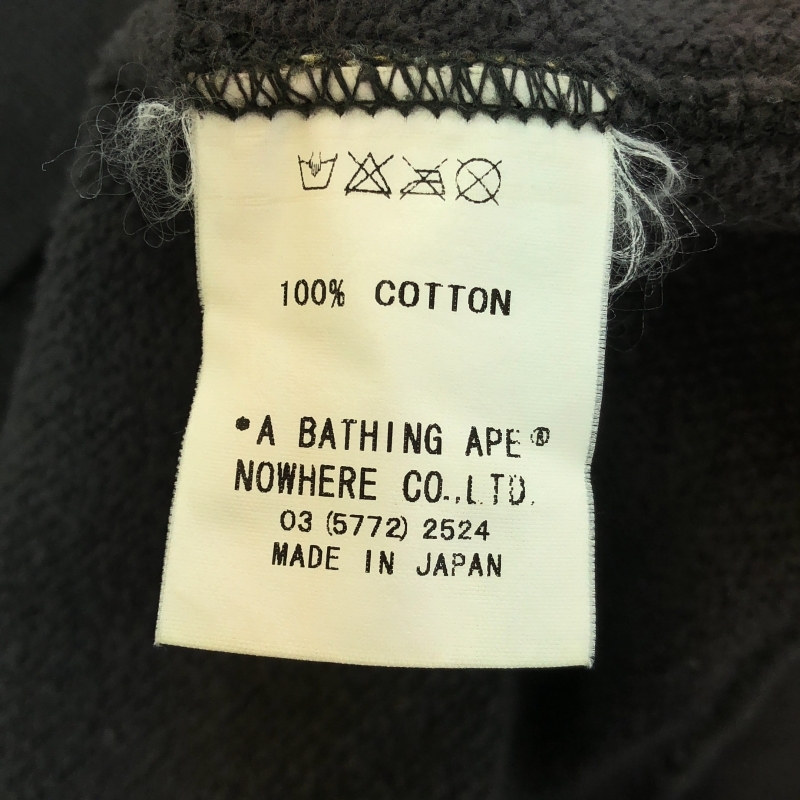 100% COTTON
*A BATHING APE®
NOWHERE CO.,LTD.
03 (5772) 2524
MADE IN JAPAN